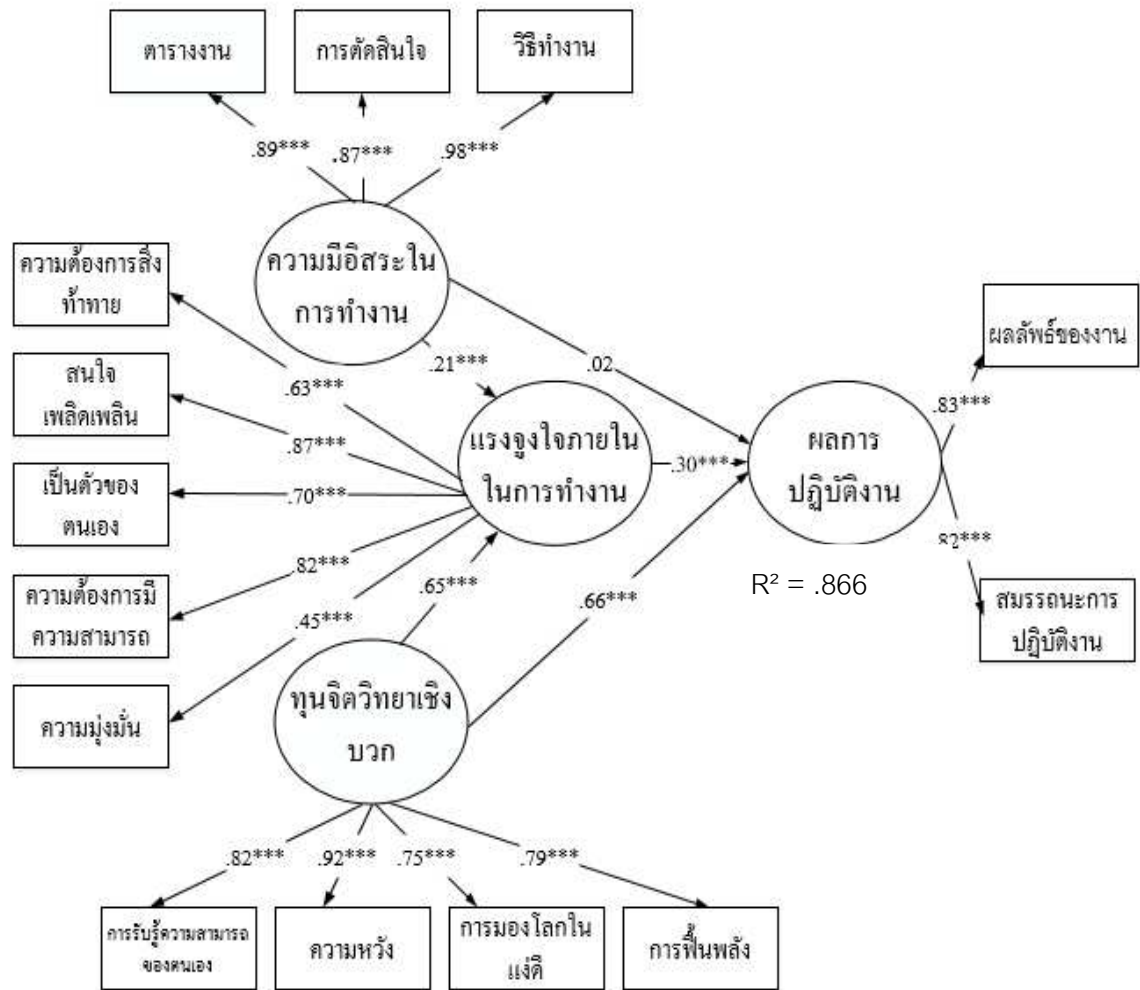 ตารางงาน
การตัดสินใจ
วิธีทำงาน
.89***
.87***
.98***
ความมีอิสระใน
การทำงาน
ความต้องการสิ่ง
ท้าทาย
สนใจ
เพลิดเพลิน
เป็นตัวของ
ตนเอง
ความต้องการมี
ความสามารถ
ความมุ่งมั่น
.63***
.87***
.70***
.82***
.45***
.21***
.02
แรงจูงใจภายใน
ในการทำงาน
.30***
ผลการ
ปฏิบัติงาน
R² = .866
.83***
.82***
ผลลัพธ์ของงาน
สมรรถนะการ
ปฏิบัติงาน
.65***
.66***
ทุนจิตวิทยาเชิง
บวก
.82***
.92***
.75***
.79***
การรับรู้ความสามารถ
ของตนเอง
ความหวัง
การมองโลกใน
แง่ดี
การฟื้นพลัง